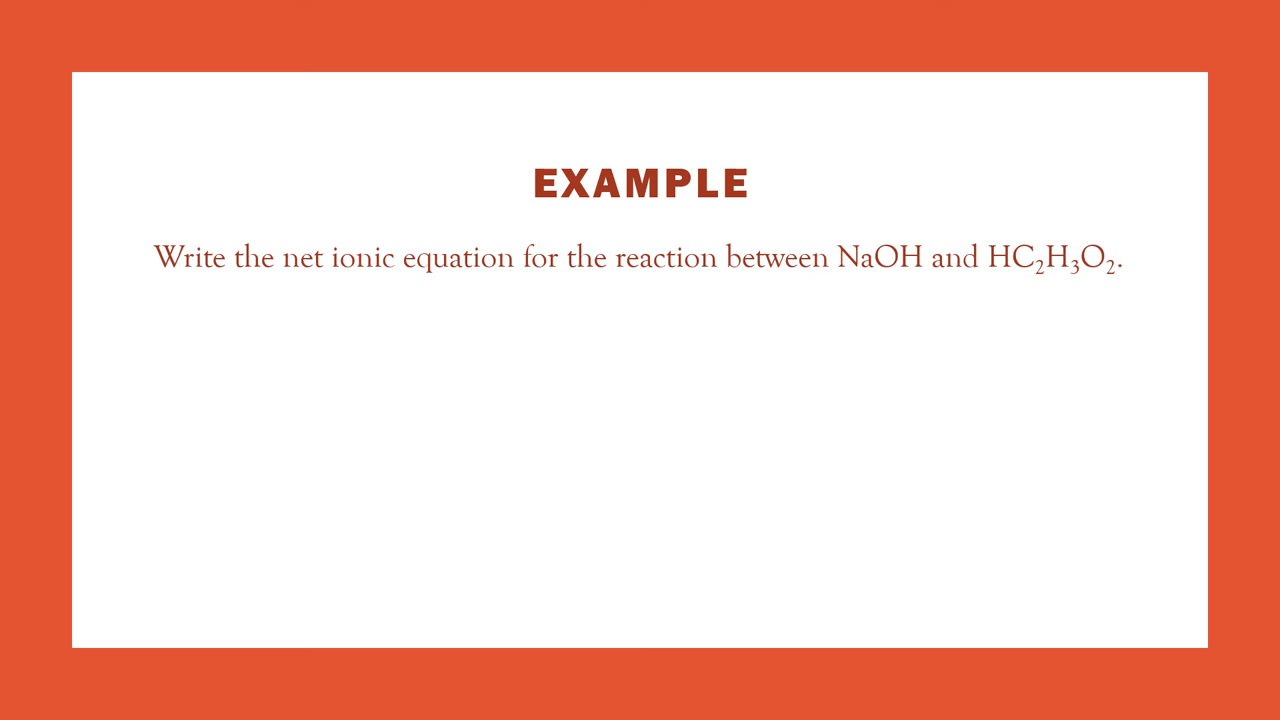 EXAMPLE
Write the net ionic equation for the reaction between NaOH and HC₂H₃O₂.